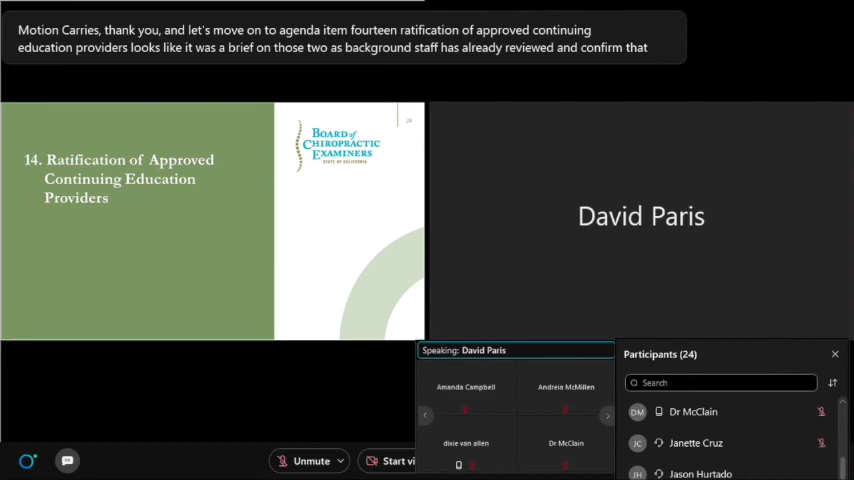 Motion Carries, thank you, and let's move on to agenda item fourteen ratification of approved continuing
education providers looks like it was a brief on those two as background staff has already reviewed and confirm that
14. Ratification of Approved
Continuing Education
Providers
BOARD of
CHIROPRACTIC
EXAMINERS
STATE OF CALIFORNIA
David Paris
Speaking: David Paris
Amanda Campbell
Andreia McMillen
dixie van allen
Dr McClain
Participants (24)
Search
DM Dr McClain
JC Janette Cruz
JH Jason Hurtado
Unmute
Start vi